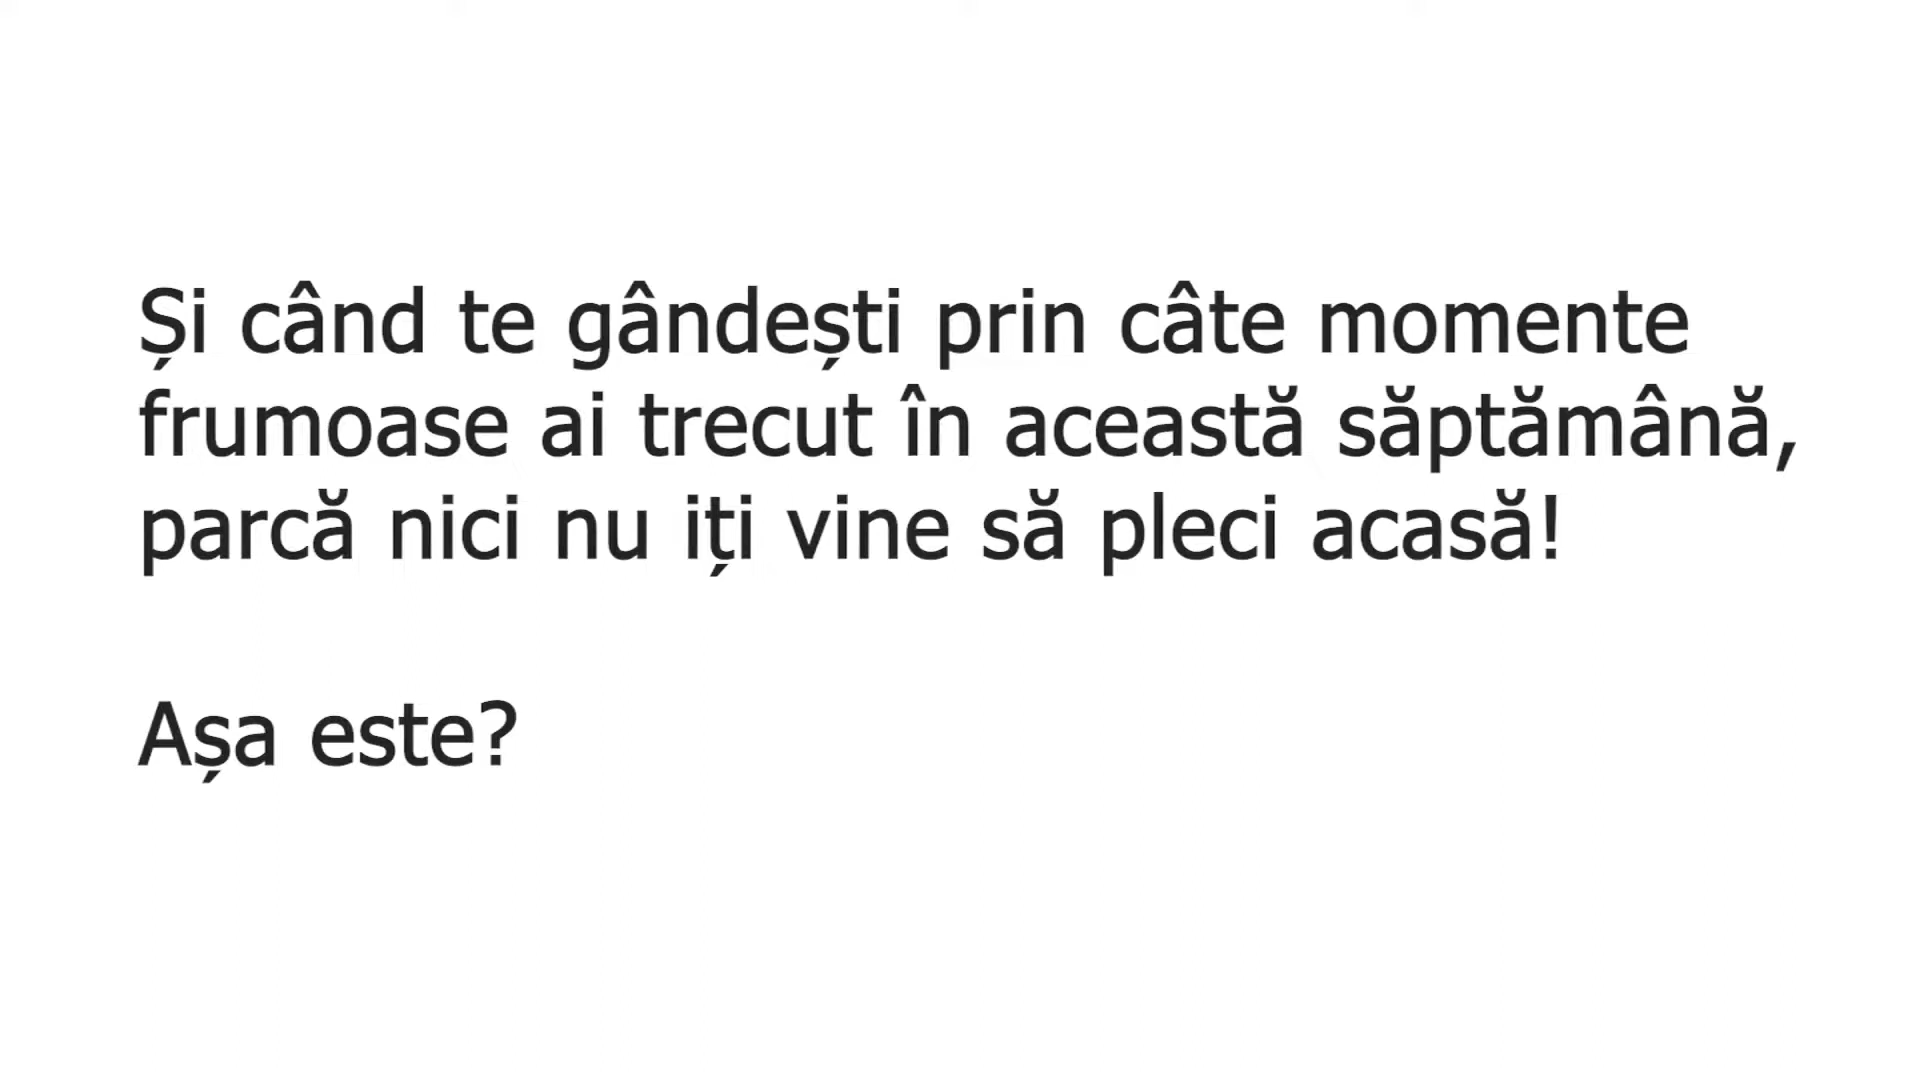 Și când te gândești prin câte momente
frumoase ai trecut în această săptămână,
parcă nici nu iți vine să pleci acasă!
Așa este?